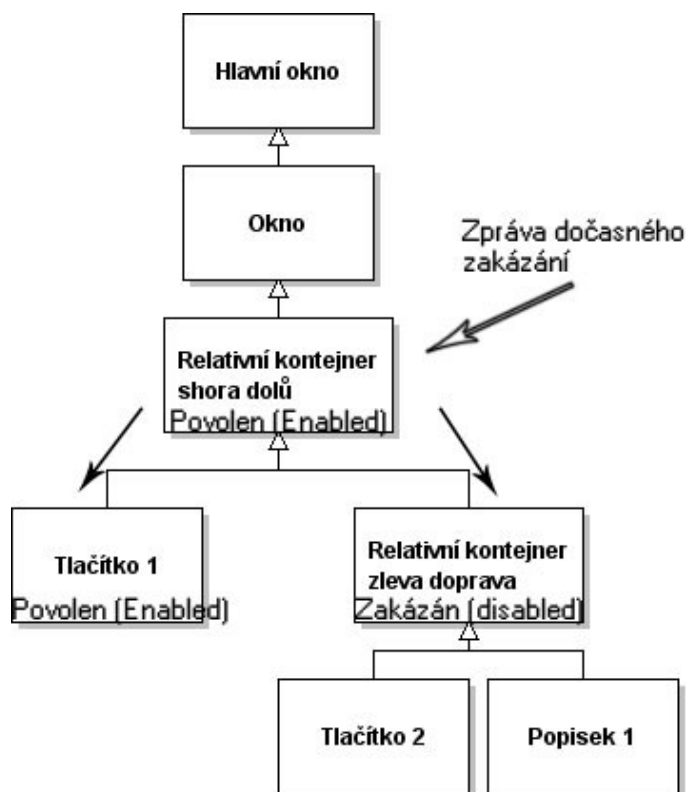 Hlavní okno
Okno
Zpráva dočasného
zakázání
Relativní kontejner
shora dolů
Povolen (Enabled)
Tlačítko 1
Povolen (Enabled)
Relativní kontejner
zleva doprava
Zakázán (disabled)
Tlačítko 2
Popisek 1